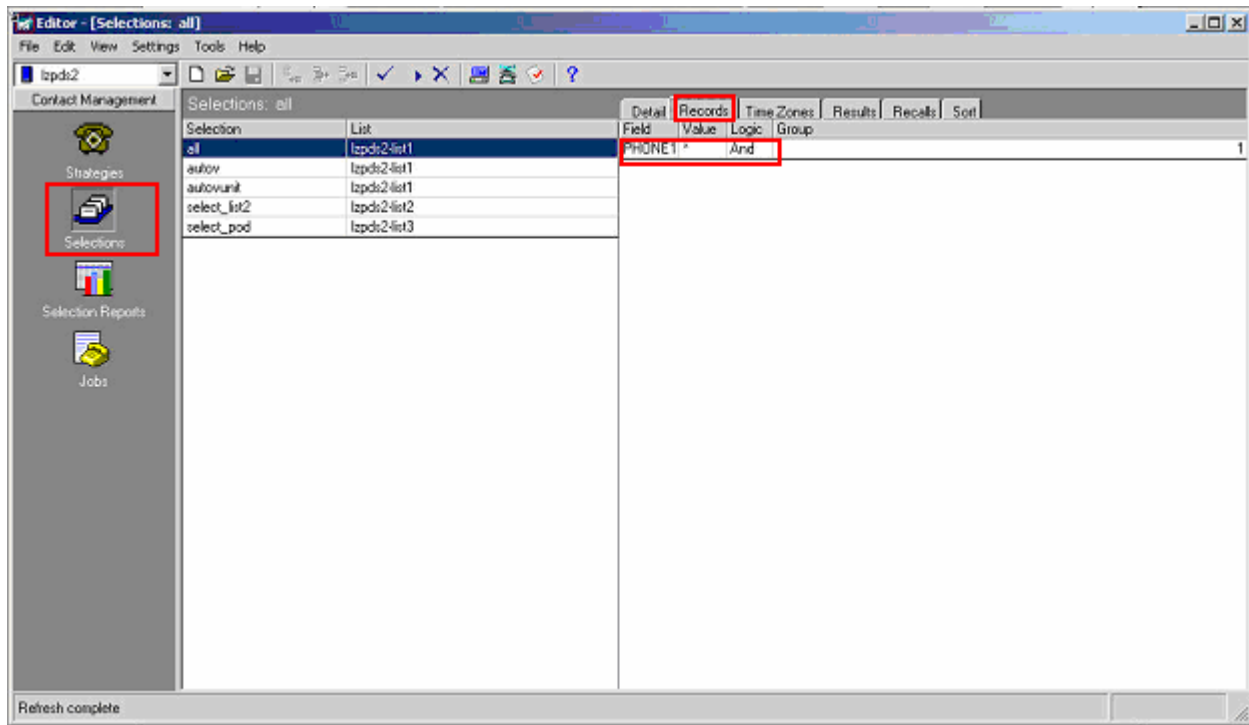 Editor - [Selections: all]
File Edit View Settings Tools Help
lzpds2
Contact Management
Strategies
Selections
Selection Reports
Jobs
Selections: all
Selection List
all lzpds2-list1
autov lzpds2-list1
autovunit lzpds2-list1
select_list2 lzpds2-list2
select_pod lzpds2-list3
Detail Records Time Zones Results Recalls Sort
Field Value Logic Group
PHONE1 * And 1
Refresh complete